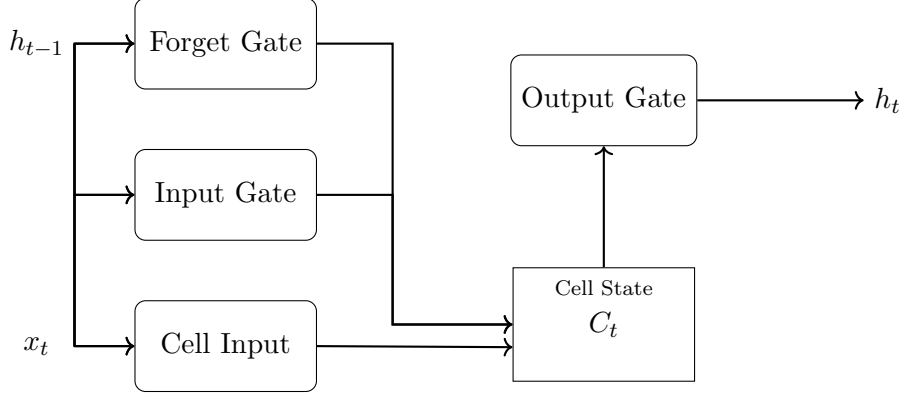 h_{t−1}
Forget Gate
Output Gate
h_t
Input Gate
Cell State
C_t
x_t
Cell Input